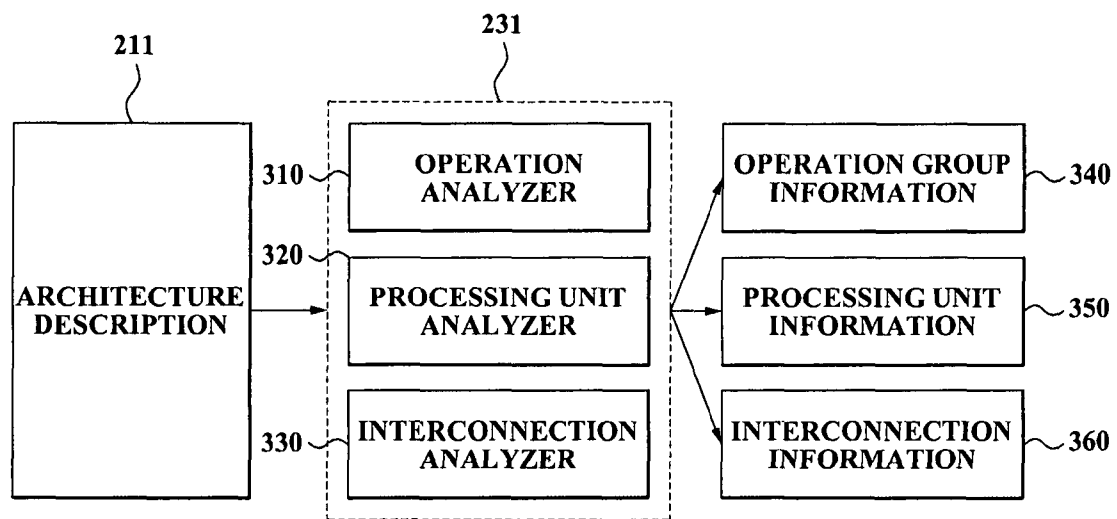 211
231
ARCHITECTURE
DESCRIPTION
310
OPERATION
ANALYZER
320
PROCESSING UNIT
ANALYZER
330
INTERCONNECTION
ANALYZER
OPERATION GROUP
INFORMATION
340
PROCESSING UNIT
INFORMATION
350
INTERCONNECTION
INFORMATION
360